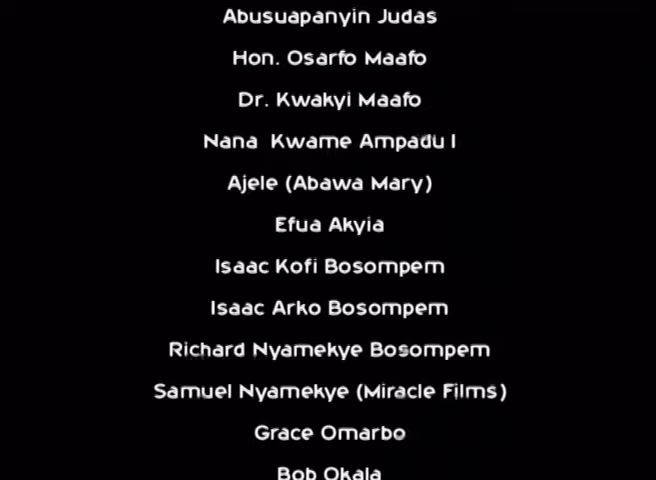 Abusuapanyin Judas
Hon. Osarfo Maafo
Dr. Kwakyi Maafo
Nana Kwame Ampadu I
Ajele (Abawa Mary)
Efua Akyia
Isaac Kofi Bosompem
Isaac Arko Bosompem
Richard Nyamekye Bosompem
Samuel Nyamekye (Miracle Films)
Grace Omarbo
Bob Okala